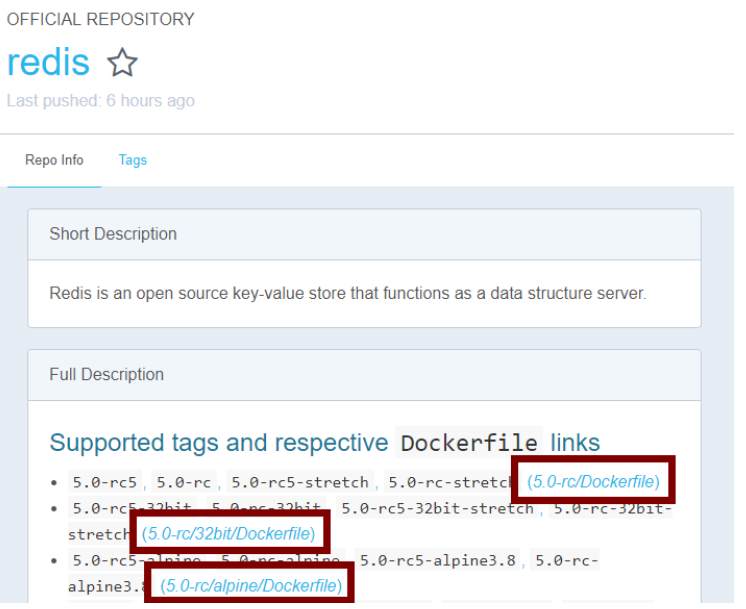 OFFICIAL REPOSITORY
redis
Last pushed: 6 hours ago
Repo Info Tags
Short Description
Redis is an open source key-value store that functions as a data structure server.
Full Description
Supported tags and respective Dockerfile links
5.0-rc5, 5.0-rc, 5.0-rc5-stretch, 5.0-rc-stretch (5.0-rc/Dockerfile)
5.0-rc5-32bit, 5.0-rc-32bit, 5.0-rc5-32bit-stretch, 5.0-rc-32bit-
stretch (5.0-rc/32bit/Dockerfile)
5.0-rc5-alpine, 5.0-rc-alpine, 5.0-rc5-alpine3.8, 5.0-rc-
alpine3.8 (5.0-rc/alpine/Dockerfile)